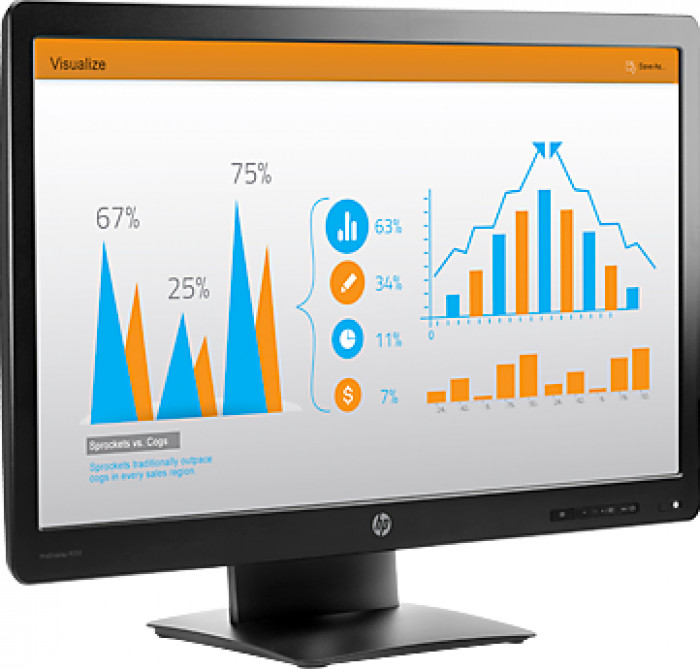 Visualize
Save As...
75%
67%
25%
63%
34%
11%
$ 7%
0
Sprockets vs. Cogs
Sprockets traditionally outpace
cogs in every sales region.
hp